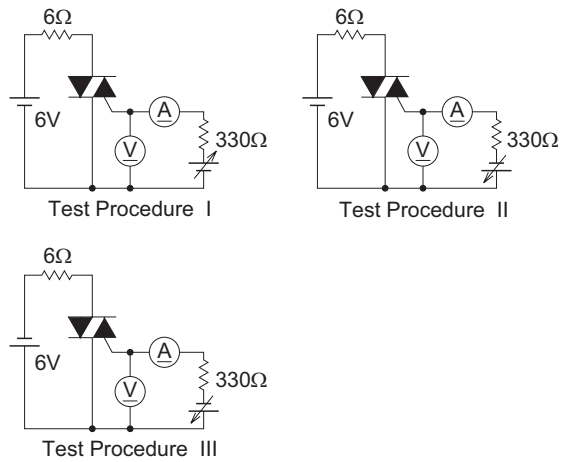 6Ω
6V
A
V
330Ω
Test Procedure I
6Ω
6V
A
V
330Ω
Test Procedure II
6Ω
6V
A
V
330Ω
Test Procedure III